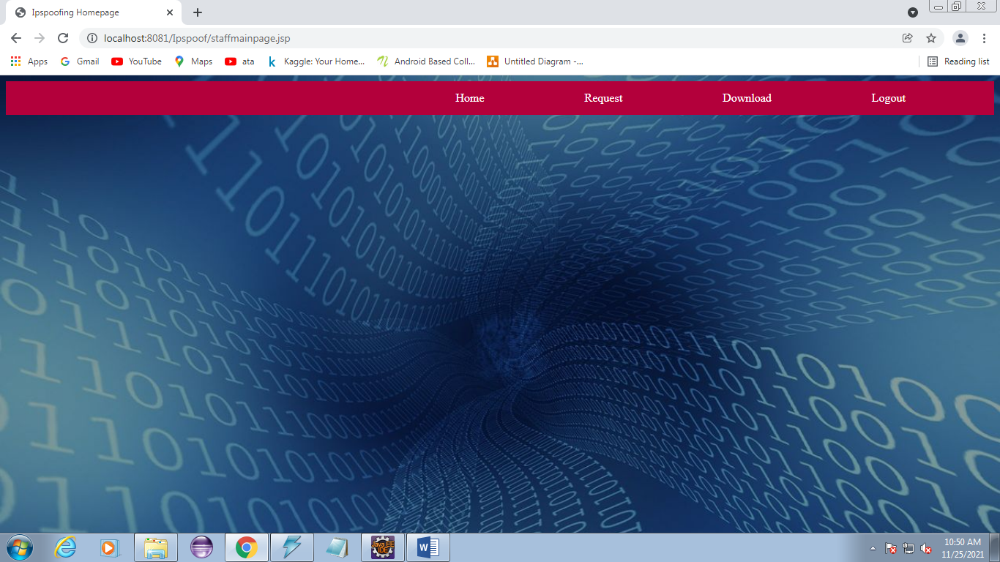 Ipspoofing Homepage
localhost:8081/Ipspoof/staffmainpage.jsp
Apps Gmail YouTube Maps ata Kaggle: Your Home... Android Based Coll... Untitled Diagram -... Reading list
Home Request Download Logout
Java EE
IDE
10:50 AM
11/25/2021